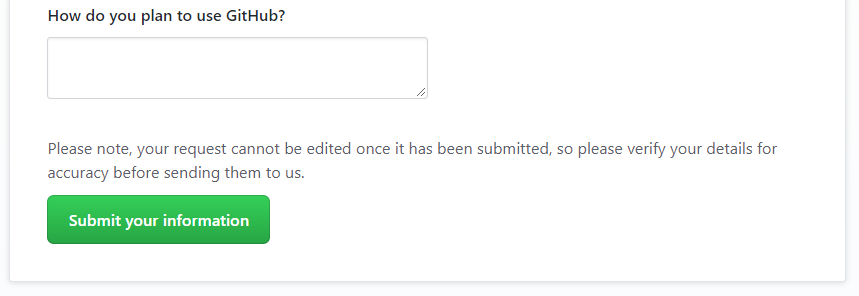 How do you plan to use GitHub?
Please note, your request cannot be edited once it has been submitted, so please verify your details for
accuracy before sending them to us.
Submit your information